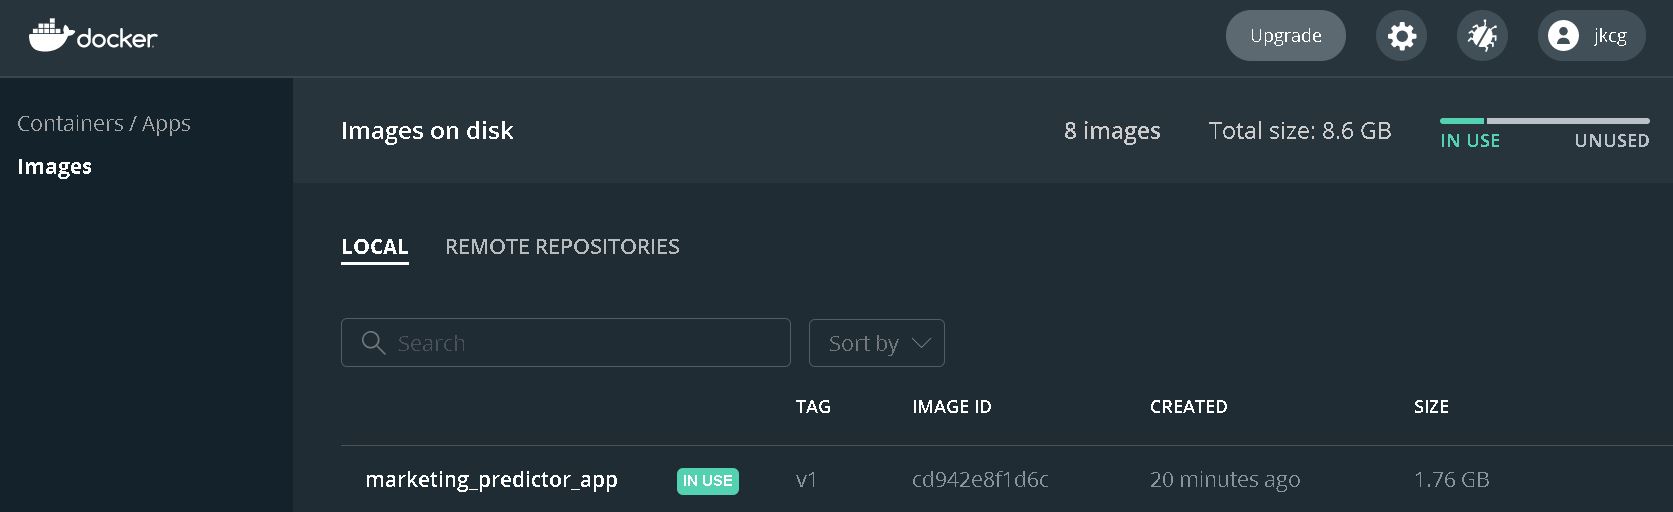 docker
Upgrade
jkcg
Containers / Apps
Images
Images on disk
8 images
Total size: 8.6 GB
IN USE
UNUSED
LOCAL
REMOTE REPOSITORIES
Search
Sort by
TAG IMAGE ID CREATED SIZE
marketing_predictor_app IN USE v1 cd942e8f1d6c 20 minutes ago 1.76 GB